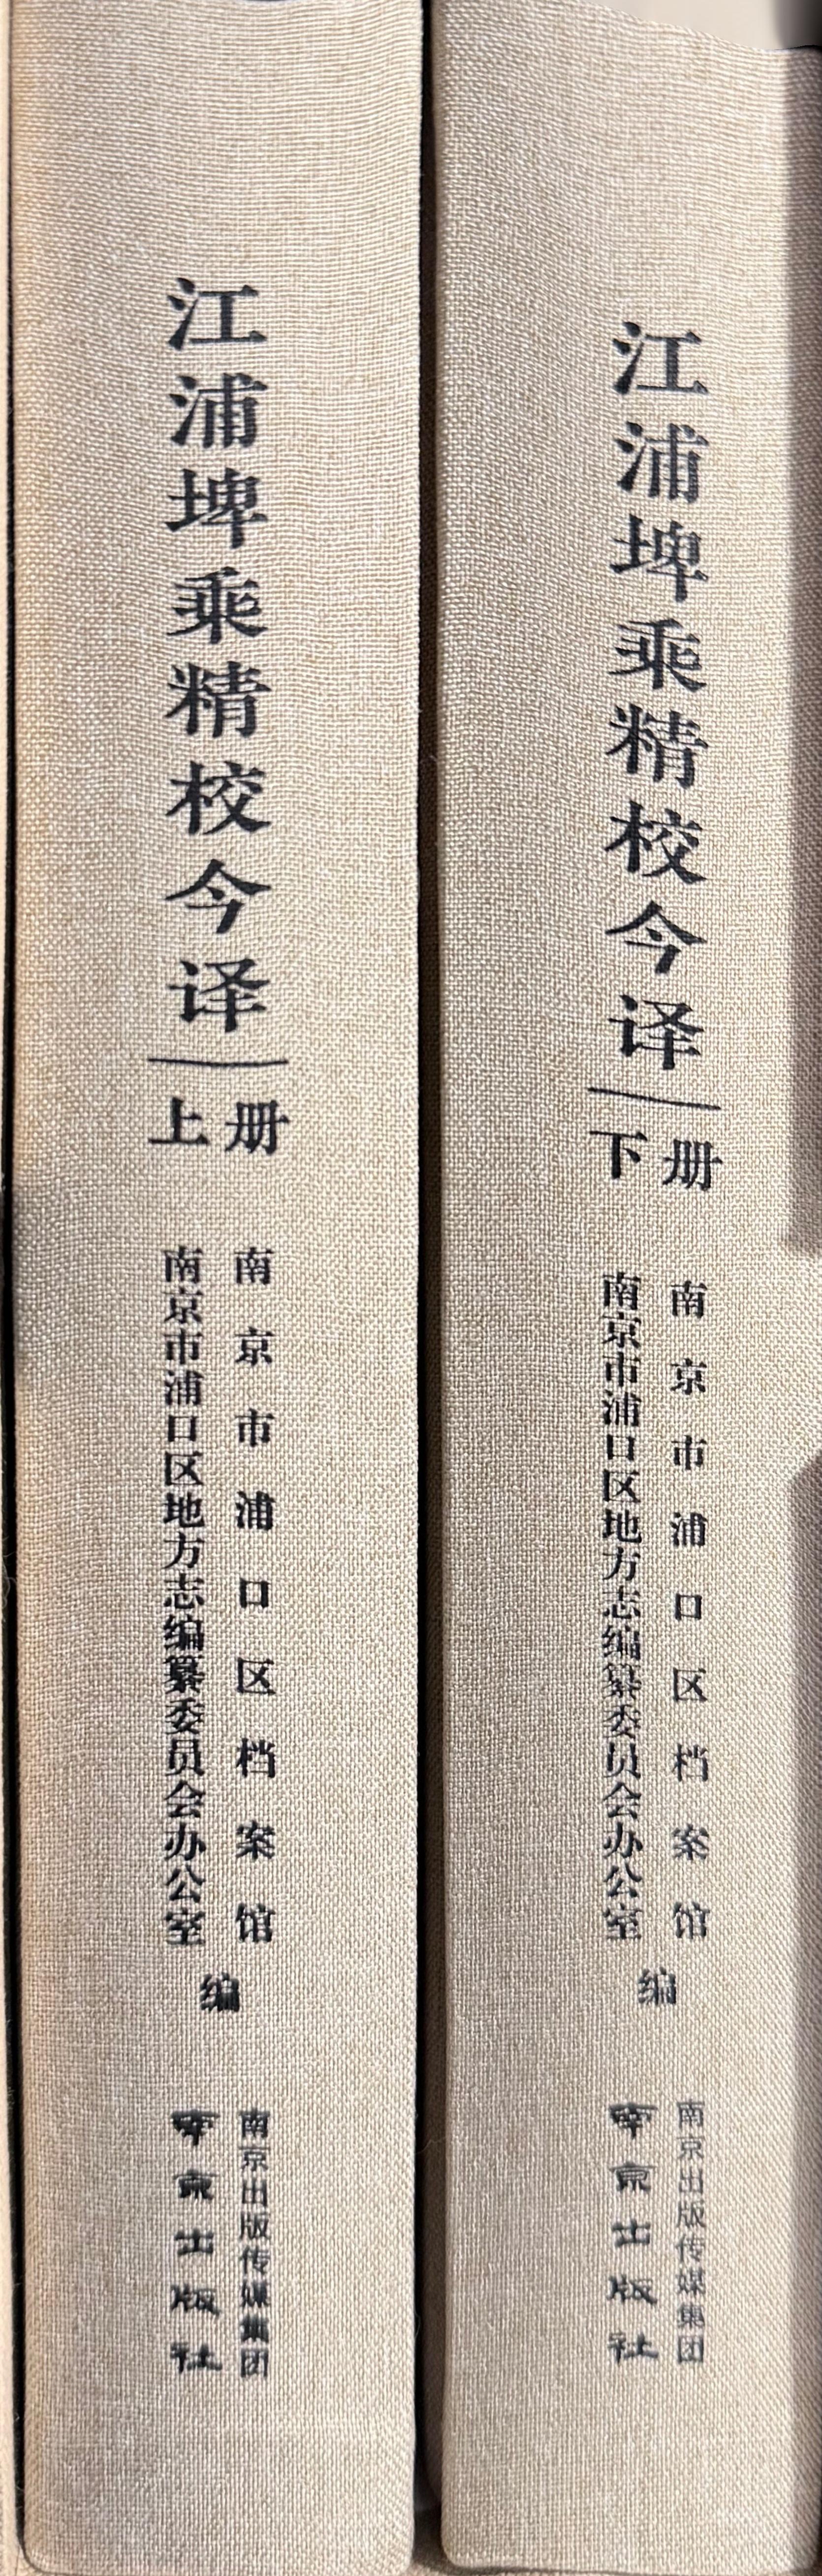 江浦埤乘精校今译
上册
南京市浦口区档案馆
南京市浦口区地方志编纂委员会办公室
编
南京出版传媒集团
南京出版社
江浦埤乘精校今译
下册
南京市浦口区档案馆
南京市浦口区地方志编纂委员会办公室
编
南京出版传媒集团
南京出版社